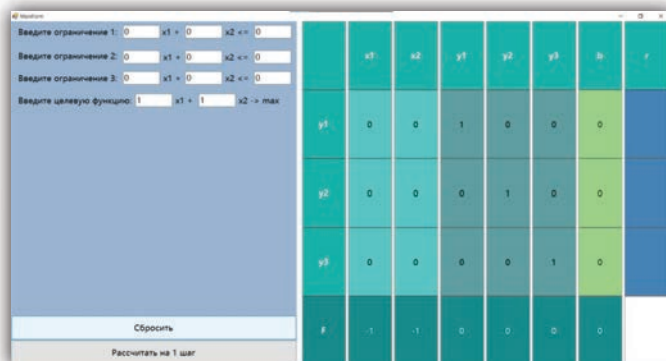 MainForm
Введите ограничение 1: 0 x1 + 0 x2 <= 0
Введите ограничение 2: 0 x1 + 0 x2 <= 0
Введите ограничение 3: 0 x1 + 0 x2 <= 0
Введите целевую функцию: 1 x1 + 1 x2 -> max
Сбросить
Рассчитать на 1 шаг
x1 x2 y1 y2 y3 b r
y1 0 0 1 0 0 0
y2 0 0 0 1 0 0
y3 0 0 0 0 1 0
F -1 -1 0 0 0 0